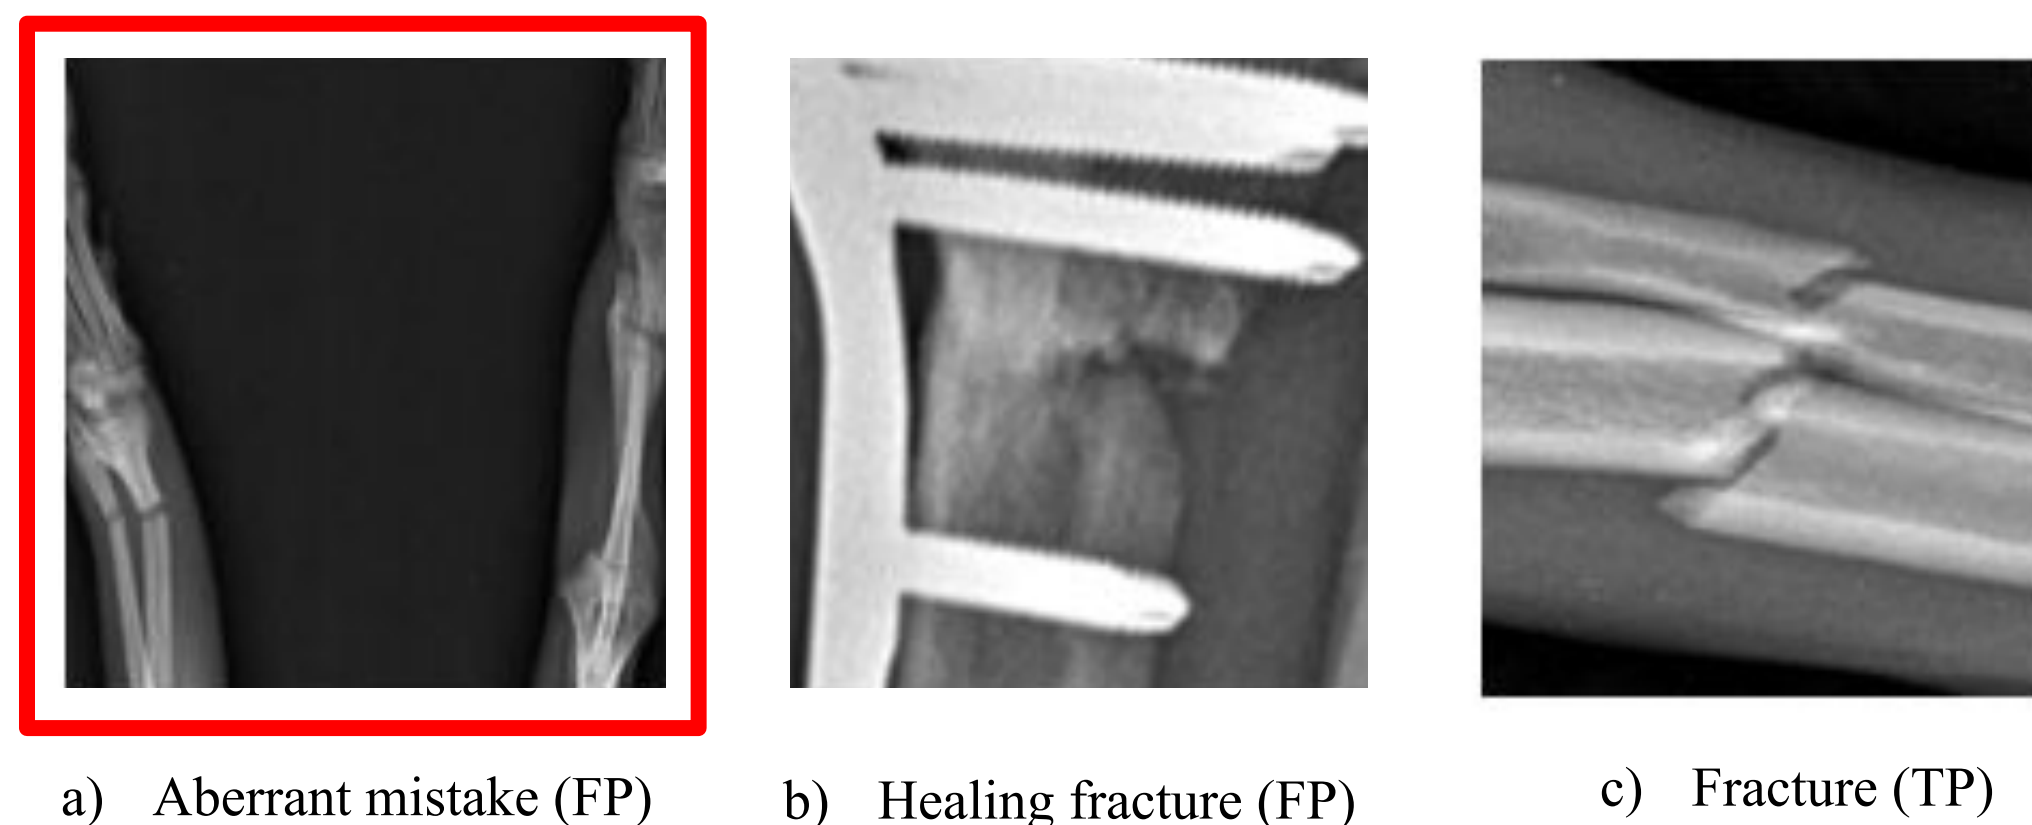 a) Aberrant mistake (FP)
b) Healing fracture (FP)
c) Fracture (TP)